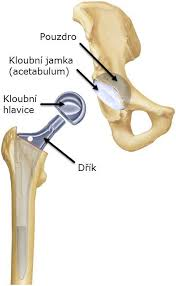 Pouzdro
Kloubní jamka
(acetabulum)
Kloubní
hlavice
Dřík